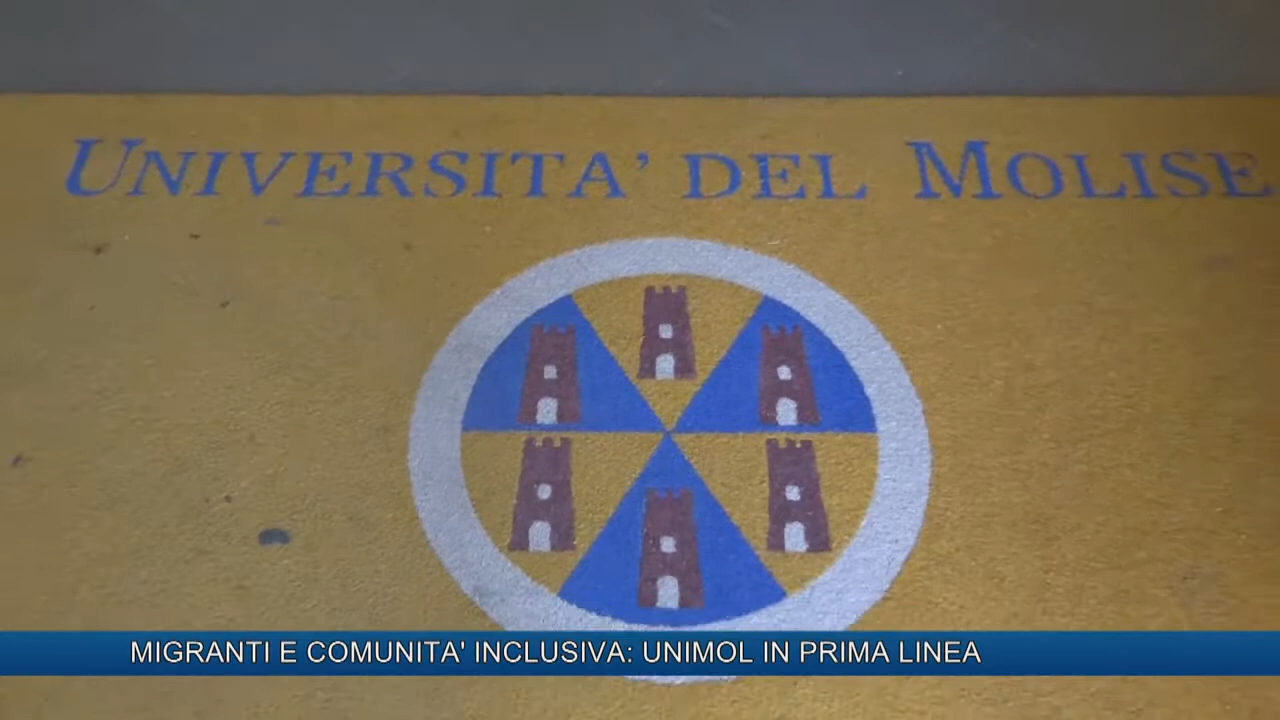 UNIVERSITA' DEL MOLISE
MIGRANTI E COMUNITA' INCLUSIVA: UNIMOL IN PRIMA LINEA